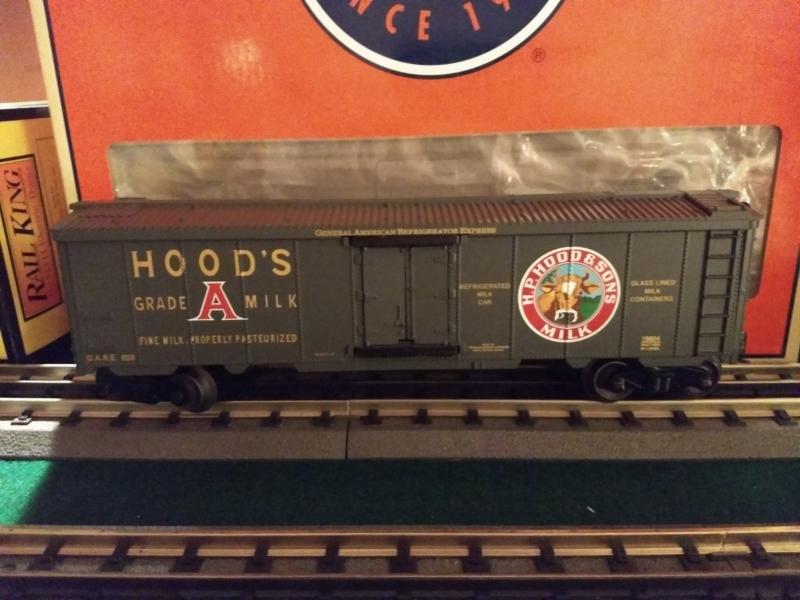 NCE 19
®
RAIL KING
GENERAL AMERICAN REFRIGERATOR EXPRESS
HOOD'S
GRADE A MILK
FINE MILK, PROPERLY PASTEURIZED
G.A.R.E.
REFRIGERATED
MILK
CAR
H.P. HOOD & SONS
MILK
GLASS LINED
MILK
CONTAINERS